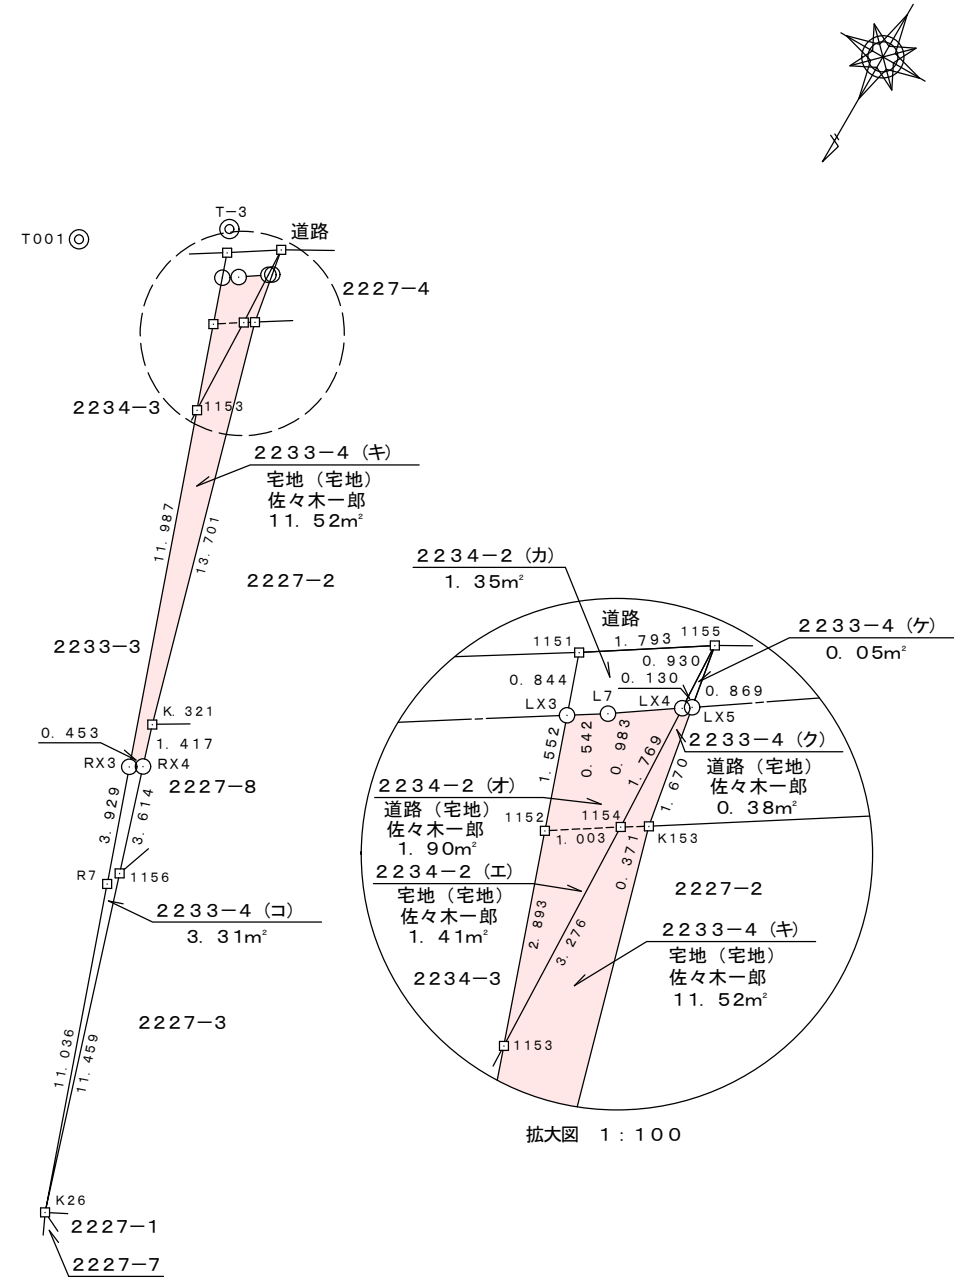 T－3
T001
道路
2227－4
2234－3
1153
2233－4（キ）
宅地（宅地）
佐々木一郎
11．52㎡
11．987
13．701
2227－2
2233－3
K．321
0．453
1．417
RX3
RX4
2227－8
3．929
3．614
R7
1156
2233－4（コ）
3．31㎡
2227－3
11．036
11．459
K26
2227－1
2227－7
2234－2（カ）
1．35㎡
道路
1151
1．793
1155
2233－4（ケ）
0．05㎡
0．930
0．844
0．130
0．869
L7
LX3
LX4
LX5
1．552
0．542
0．983
1．769
1．670
2233－4（ク）
道路（宅地）
佐々木一郎
0．38㎡
2234－2（オ）
道路（宅地）
佐々木一郎
1．90㎡
1152
1154
1．003
K153
0．371
2234－2（エ）
宅地（宅地）
佐々木一郎
1．41㎡
2227－2
2．893
3．276
2233－4（キ）
宅地（宅地）
佐々木一郎
11．52㎡
2234－3
1153
拡大図　1：100